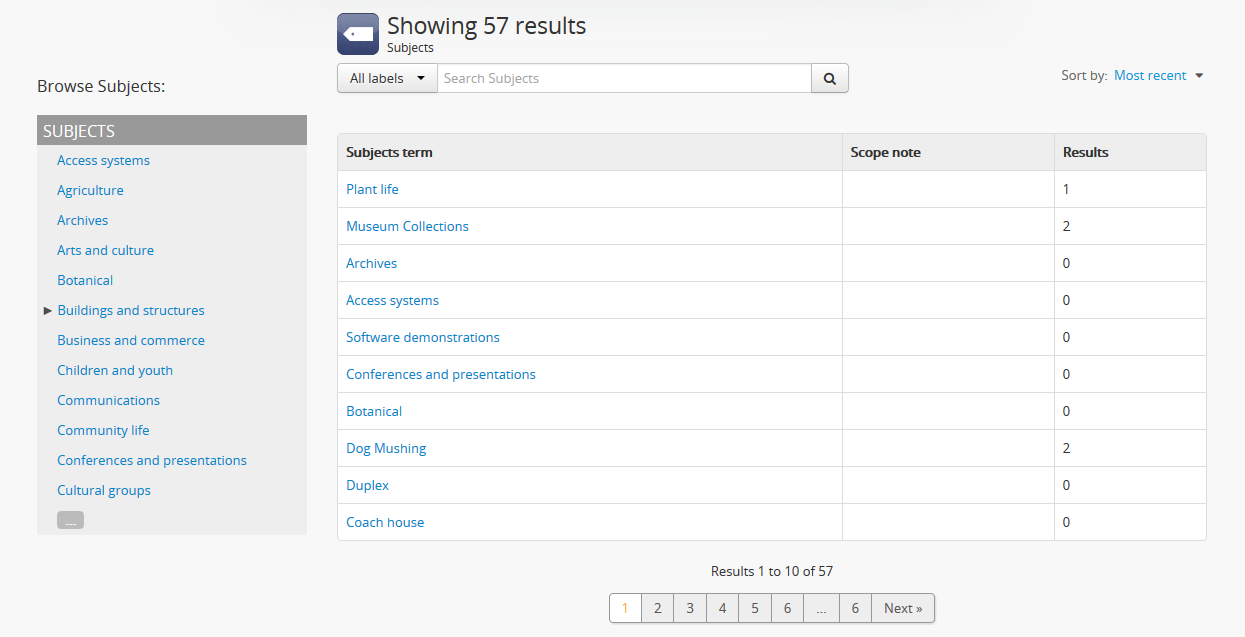 Showing 57 results
Subjects
All labels
Search Subjects
Sort by: Most recent
Browse Subjects:
SUBJECTS
Access systems
Agriculture
Archives
Arts and culture
Botanical
Buildings and structures
Business and commerce
Children and youth
Communications
Community life
Conferences and presentations
Cultural groups
...
Subjects term Scope note Results
Plant life 1
Museum Collections 2
Archives 0
Access systems 0
Software demonstrations 0
Conferences and presentations 0
Botanical 0
Dog Mushing 2
Duplex 0
Coach house 0
Results 1 to 10 of 57
1 2 3 4 5 6 ... 6 Next »